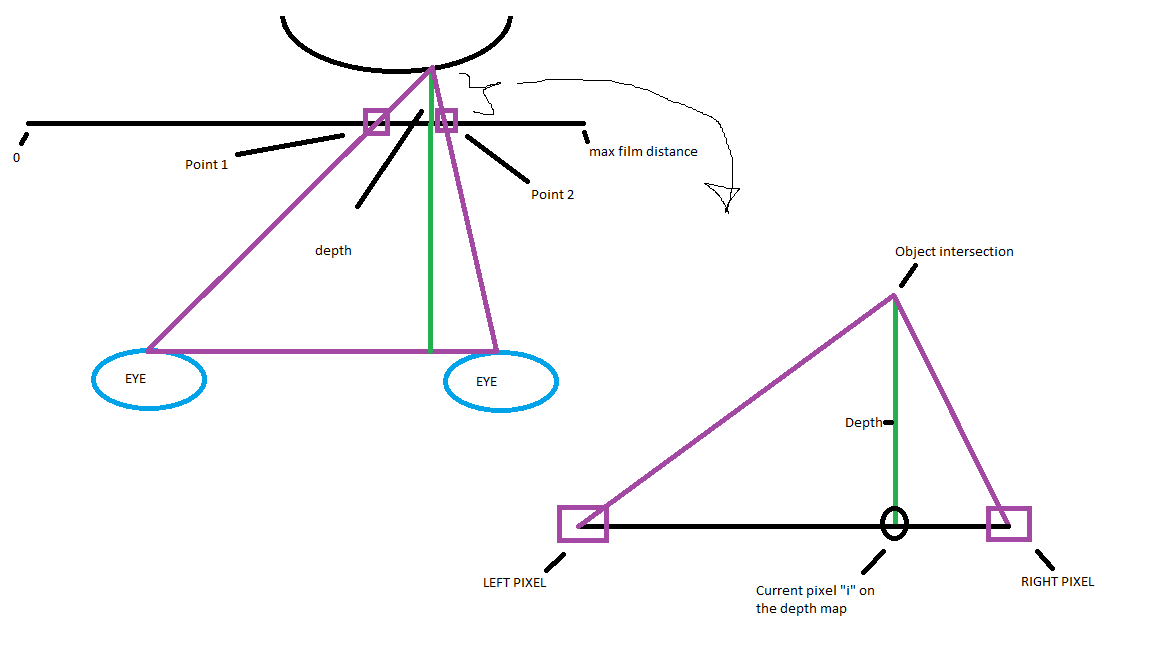 0
max film distance
Point 1
Point 2
depth
Object intersection
EYE
EYE
Depth
LEFT PIXEL
RIGHT PIXEL
Current pixel "i" on
the depth map